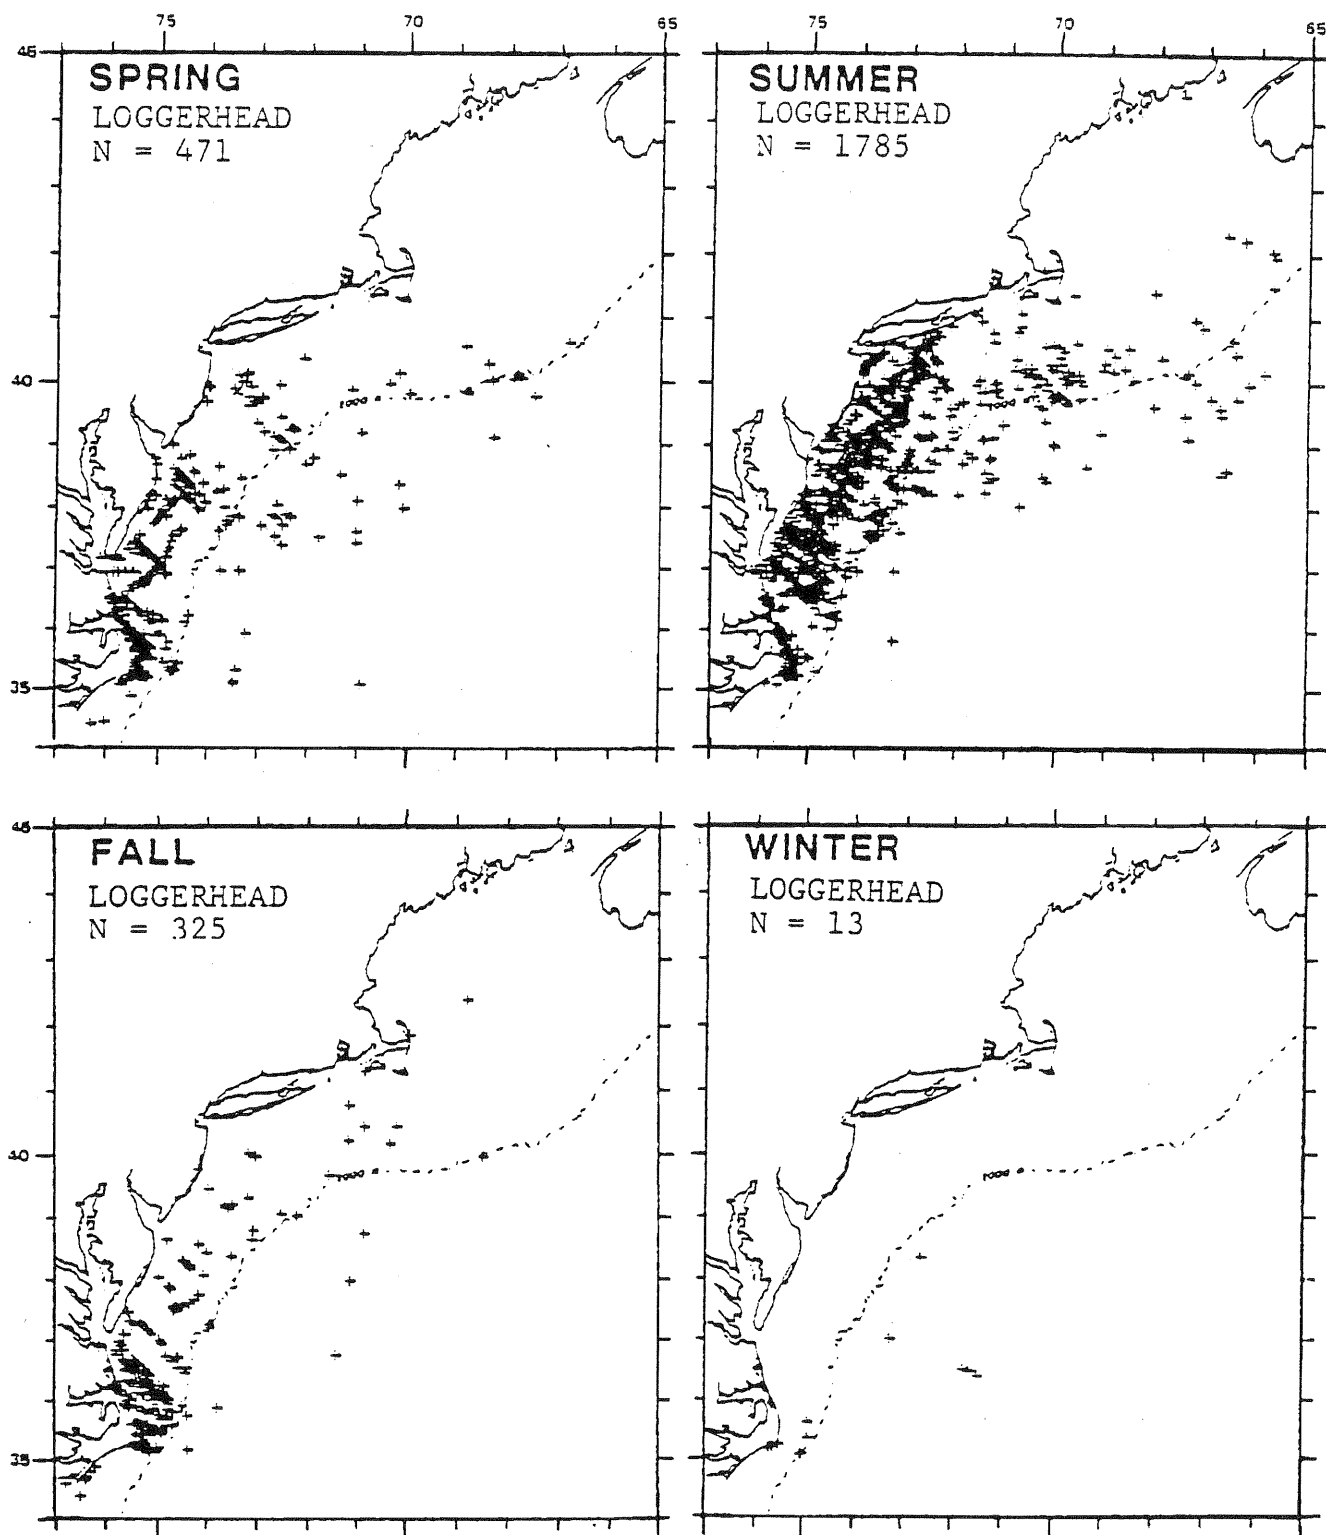 75 70 65 75 70 65
45
SPRING
LOGGERHEAD
N = 471
SUMMER
LOGGERHEAD
N = 1785
40
1000
1000
35
45
FALL
LOGGERHEAD
N = 325
WINTER
LOGGERHEAD
N = 13
40
1000
1000
35